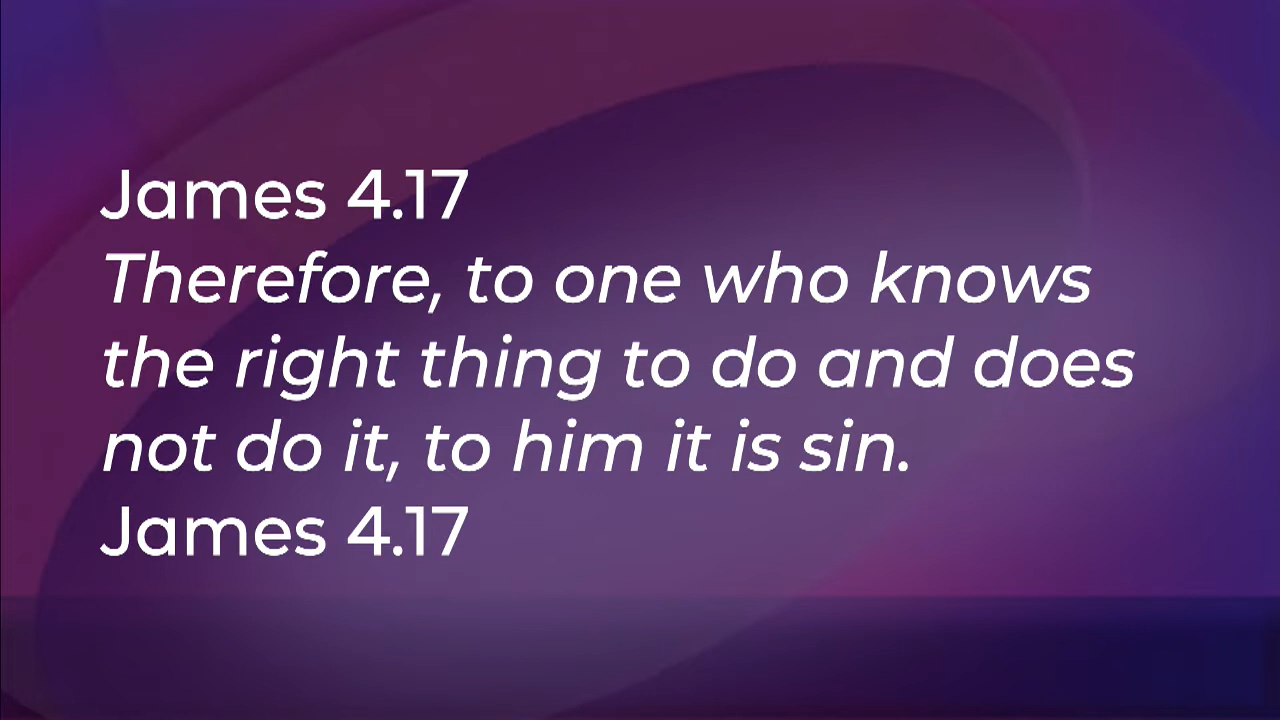 James 4.17
Therefore, to one who knows
the right thing to do and does
not do it, to him it is sin.
James 4.17